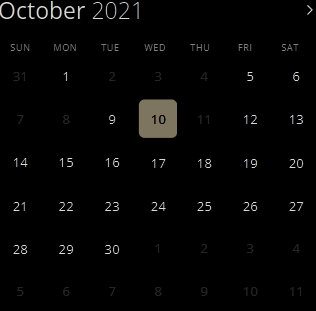 October 2021
SUN MON TUE WED THU FRI SAT
31 1 2 3 4 5 6
7 8 9 10 11 12 13
14 15 16 17 18 19 20
21 22 23 24 25 26 27
28 29 30 1 2 3 4
5 6 7 8 9 10 11